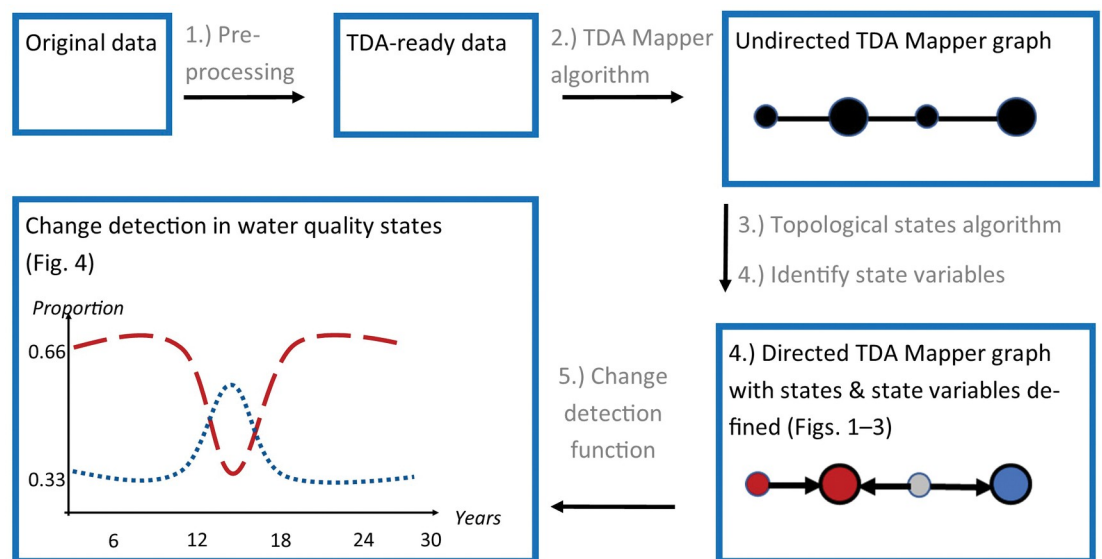 Original data
1.) Pre-
processing
TDA-ready data
2.) TDA Mapper
algorithm
Undirected TDA Mapper graph
3.) Topological states algorithm
4.) Identify state variables
4.) Directed TDA Mapper graph
with states & state variables de-
fined (Figs. 1–3)
5.) Change
detection
function
Change detection in water quality states
(Fig. 4)
Proportion
0.66
0.33
Years
6 12 18 24 30